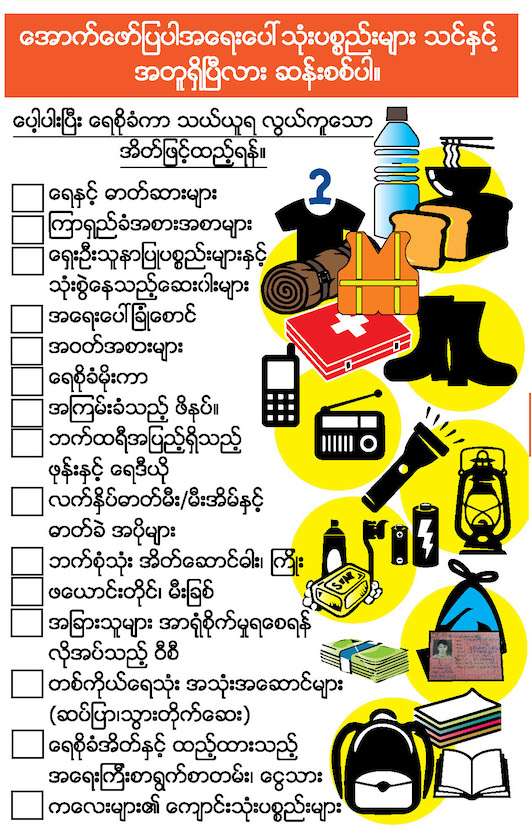 အောက်ဖော်ပြပါအရေးပေါ် သုံးပစ္စည်းများ သင်နှင့်
အတူရှိပြီလား ဆန်းစစ်ပါ။
ပေါ့ပါးပြီး ရေစိုခံကာ သယ်ယူရ လွယ်ကူသော
အိတ်ဖြင့်ထည့်ရန်။
ရေနှင့် ဓာတ်ဆားများ
ကြာရှည်ခံအစားအစာများ
ရှေးဦးသူနာပြုပစ္စည်းများနှင့်
သုံးစွဲနေသည့်ဆေးဝါးများ
အရေးပေါ်ခြုံစောင်
အဝတ်အစားများ
ရေစိုခံမိုးကာ
အကြမ်းခံသည့် ဖိနပ်။
ဘက်ထရီအပြည့်ရှိသည့်
ဖုန်းနှင့် ရေဒီယို
လက်နှိပ်ဓာတ်မီး/မီးအိမ်နှင့်
ဓာတ်ခဲ အပိုများ
ဘက်စုံသုံး အိတ်ဆောင်ဓါး၊ ကြိုး
ဖယောင်းတိုင်၊ မီးခြစ်
အခြားသူများ အာရုံစိုက်မှုရစေရန်
လိုအပ်သည့် ဝီစီ
တစ်ကိုယ်ရေသုံး အသုံးအဆောင်များ
(ဆပ်ပြာ၊သွားတိုက်ဆေး)
ရေစိုခံအိတ်နှင့် ထည့်ထားသည့်
အရေးကြီးစာရွက်စာတမ်း၊ ငွေသား
ကလေးများ၏ ကျောင်းသုံးပစ္စည်းများ
2
SOAP